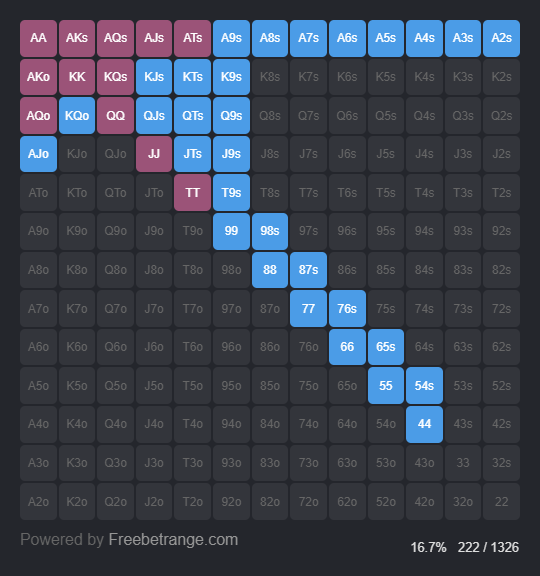 AA AKs AQs AJs ATs A9s A8s A7s A6s A5s A4s A3s A2s
AKo KK KQs KJs KTs K9s K8s K7s K6s K5s K4s K3s K2s
AQo KQo QQ QJs QTs Q9s Q8s Q7s Q6s Q5s Q4s Q3s Q2s
AJo KJo QJo JJ JTs J9s J8s J7s J6s J5s J4s J3s J2s
ATo KTo QTo JTo TT T9s T8s T7s T6s T5s T4s T3s T2s
A9o K9o Q9o J9o T9o 99 98s 97s 96s 95s 94s 93s 92s
A8o K8o Q8o J8o T8o 98o 88 87s 86s 85s 84s 83s 82s
A7o K7o Q7o J7o T7o 97o 87o 77 76s 75s 74s 73s 72s
A6o K6o Q6o J6o T6o 96o 86o 76o 66 65s 64s 63s 62s
A5o K5o Q5o J5o T5o 95o 85o 75o 65o 55 54s 53s 52s
A4o K4o Q4o J4o T4o 94o 84o 74o 64o 54o 44 43s 42s
A3o K3o Q3o J3o T3o 93o 83o 73o 63o 53o 43o 33 32s
A2o K2o Q2o J2o T2o 92o 82o 72o 62o 52o 42o 32o 22
Powered by Freebetrange.com
16.7% 222 / 1326